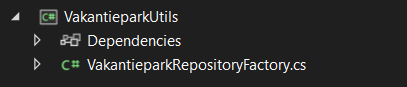 C# VakantieparkUtils
Dependencies
C# VakantieparkRepositoryFactory.cs